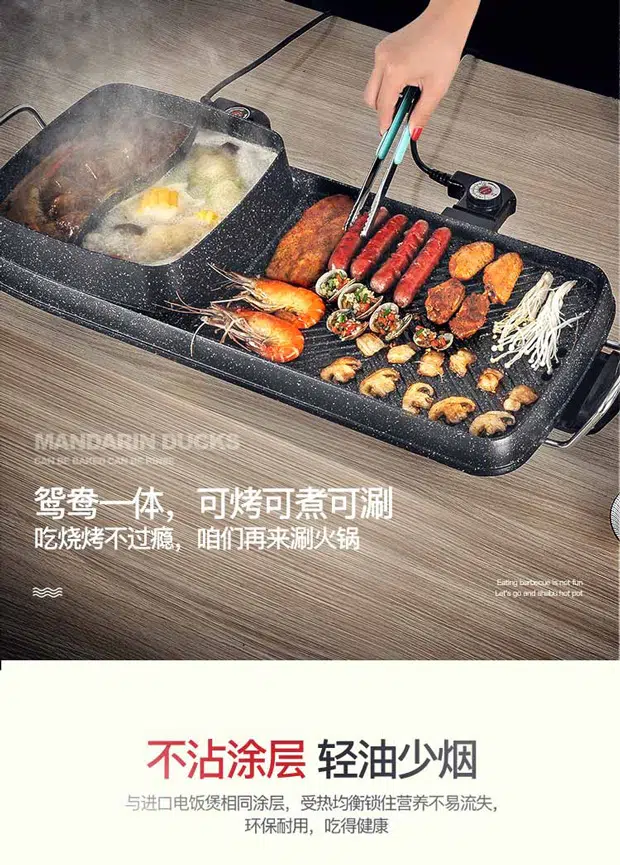 MANDARIN DUCKS
CAN BE BAKED CAN BE RINSE
鸳鸯一体，可烤可煮可涮
吃烧烤不过瘾，咱们再来涮火锅
Eating barbecue is not fun
Let's go and shabu hot pot
不沾涂层 轻油少烟
与进口电饭煲相同涂层，受热均衡锁住营养不易流失，
环保耐用，吃得健康